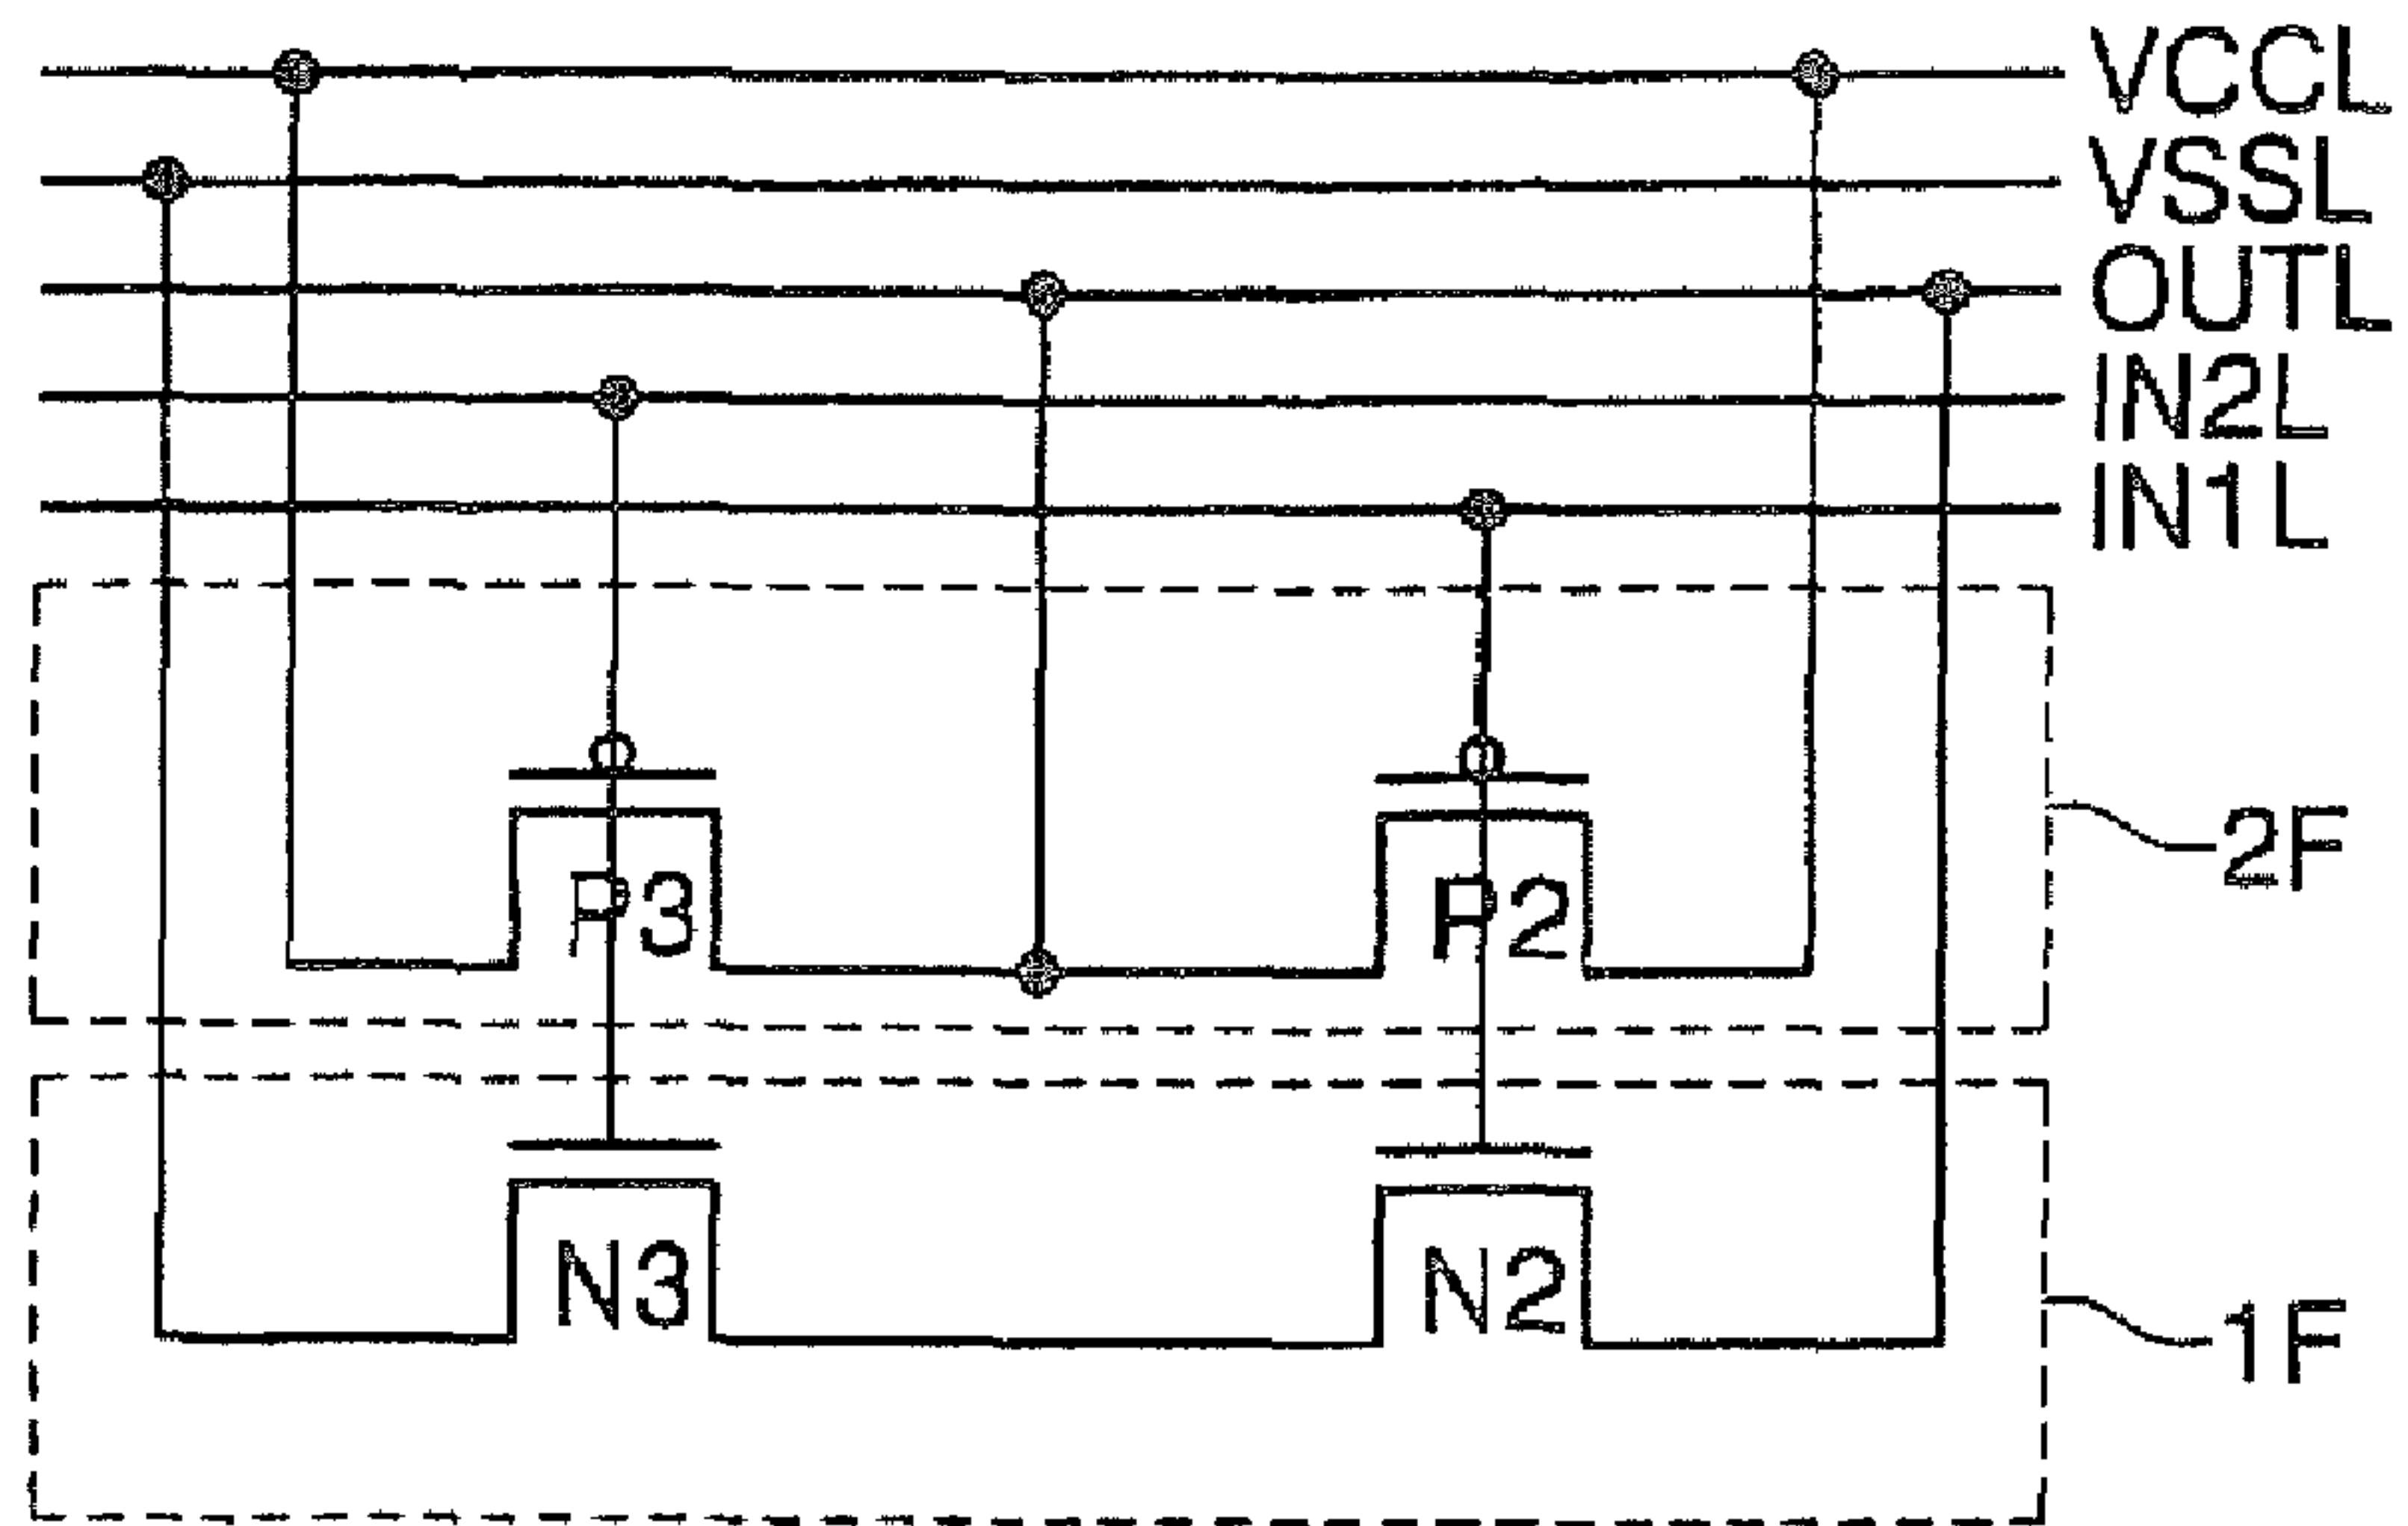 VCCL
VSSL
OUTL
IN2L
IN1L
P3 P2
2F
N3 N2
1F